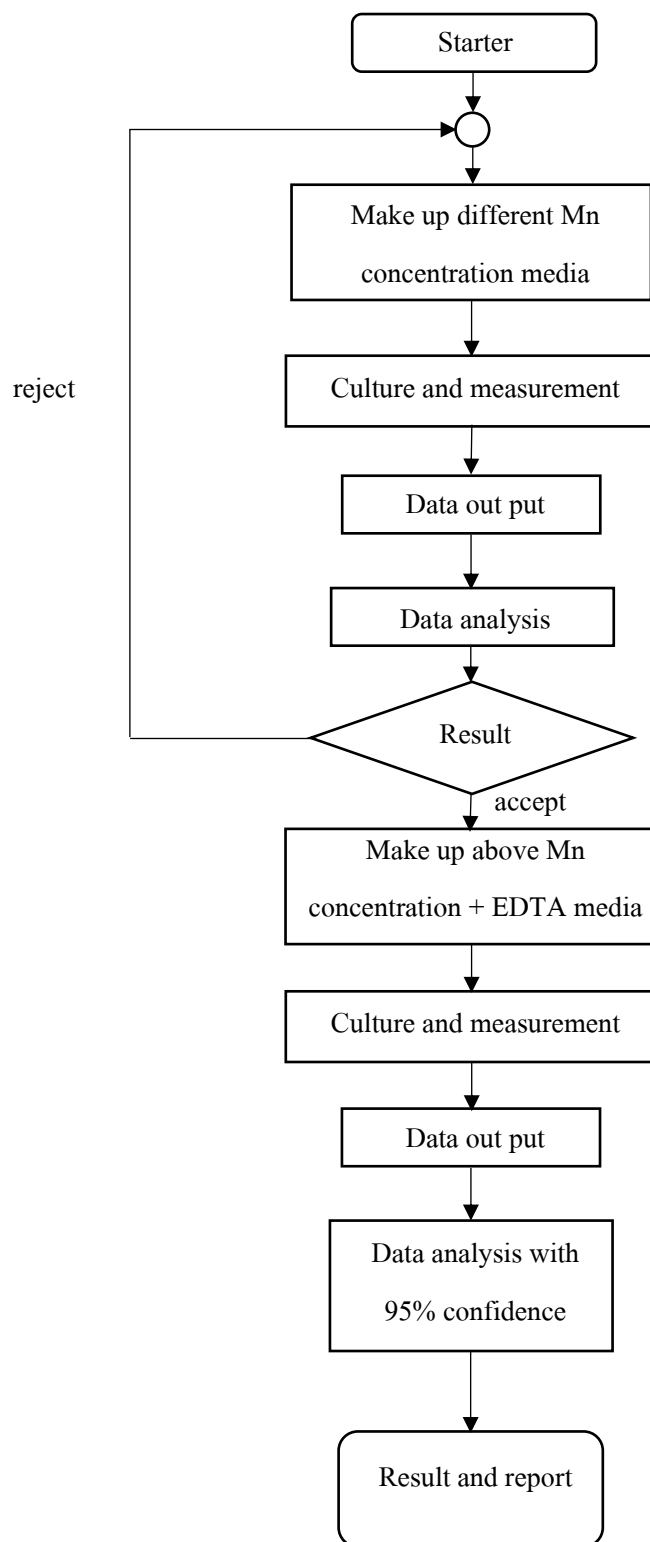 Starter
Make up different Mn
concentration media
reject
Culture and measurement
Data out put
Data analysis
Result
accept
Make up above Mn
concentration + EDTA media
Culture and measurement
Data out put
Data analysis with
95% confidence
Result and report